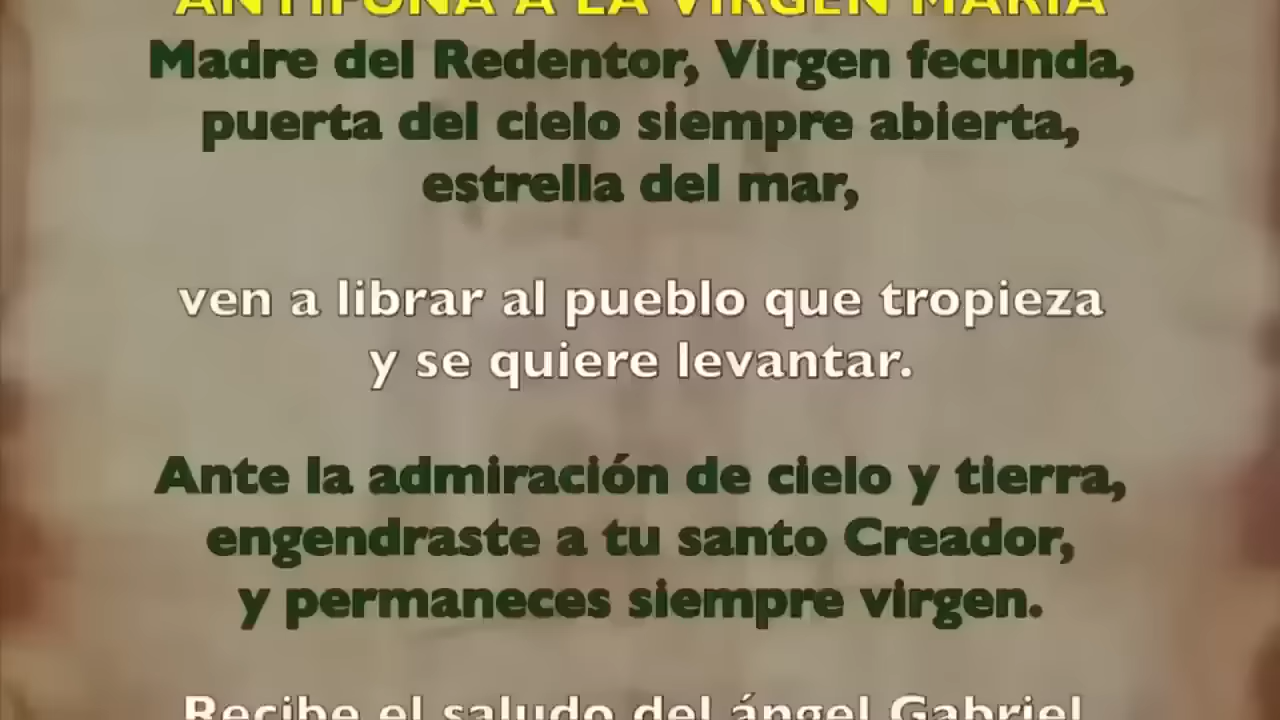 ANTÍFONA A LA VIRGEN MARÍA
Madre del Redentor, Virgen fecunda,
puerta del cielo siempre abierta,
estrella del mar,
ven a librar al pueblo que tropieza
y se quiere levantar.
Ante la admiración de cielo y tierra,
engendraste a tu santo Creador,
y permaneces siempre virgen.
Recibe el saludo del ángel Gabriel